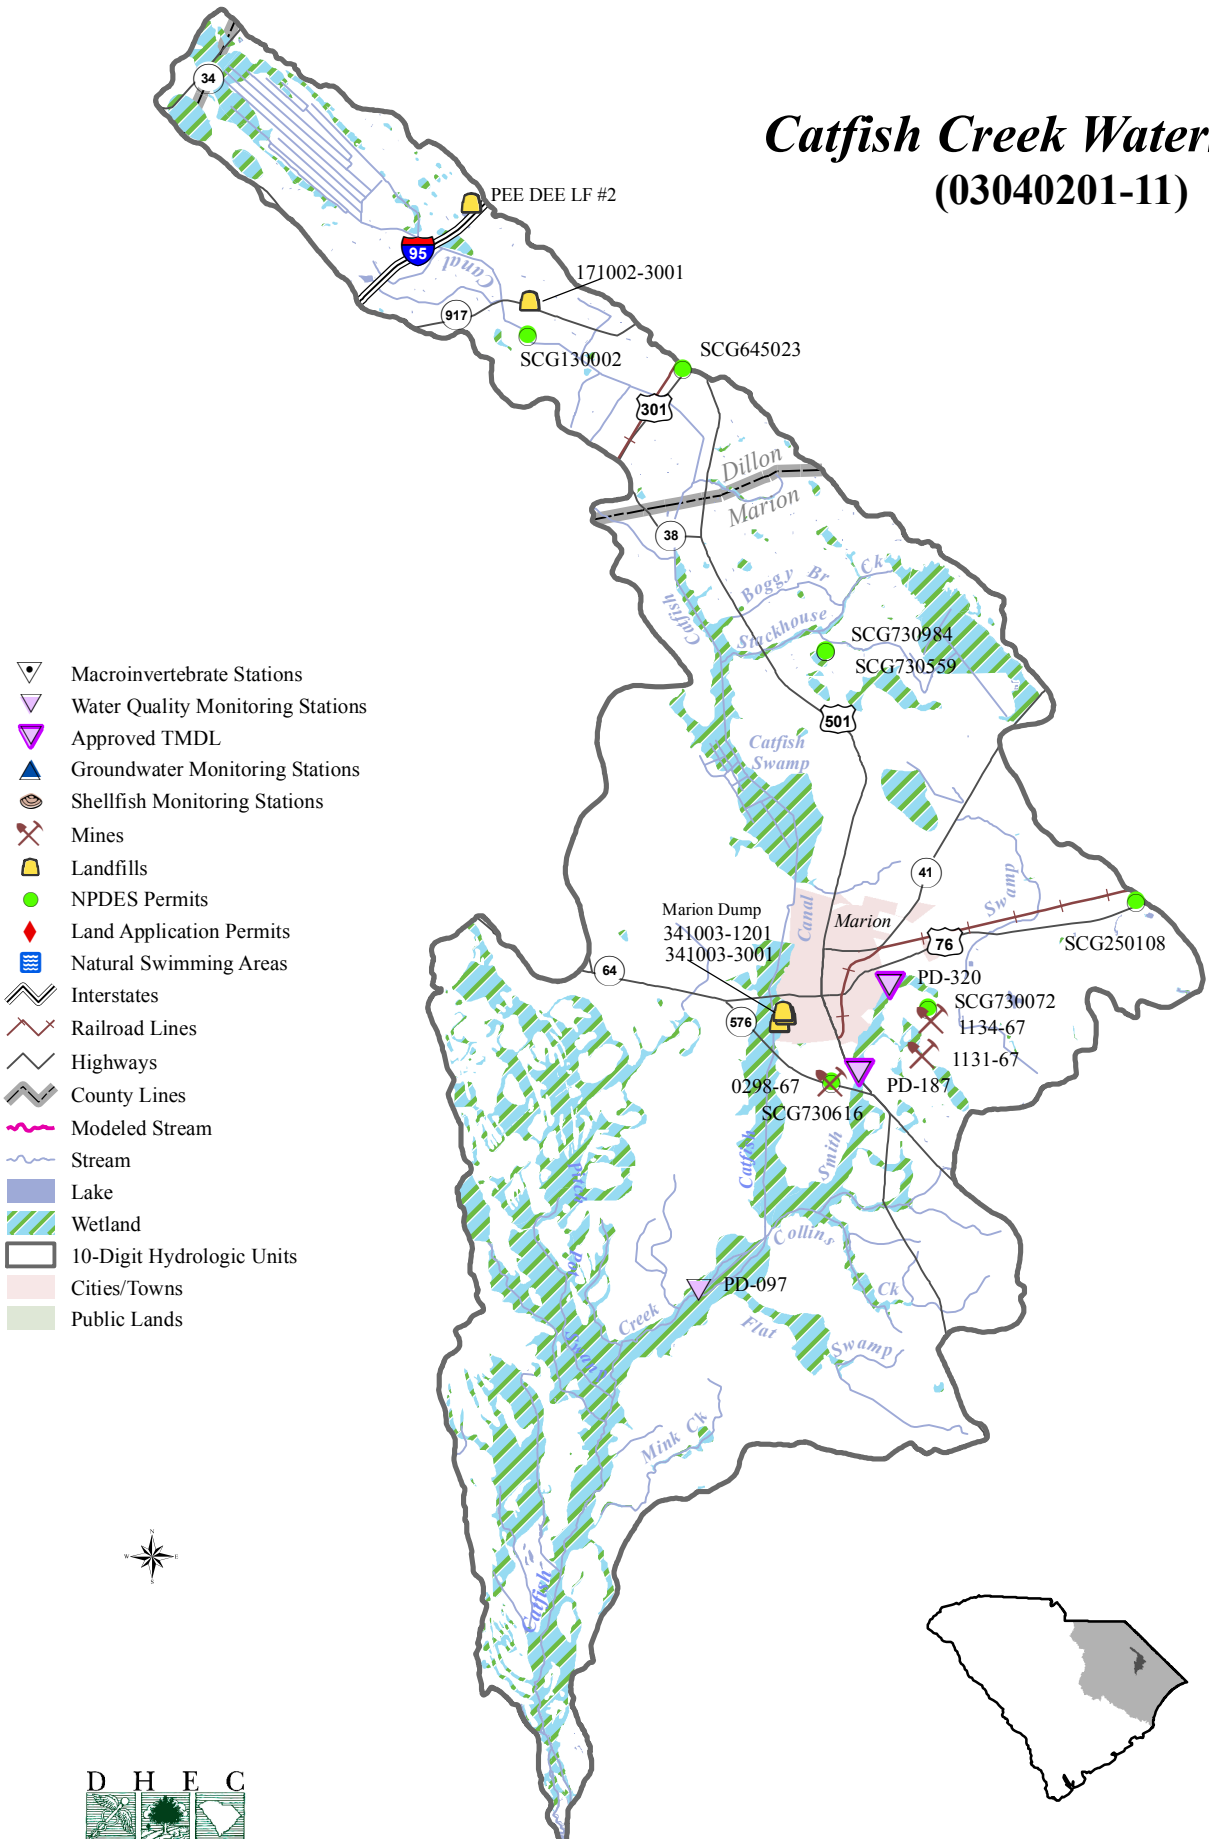 Catfish Creek Water
(03040201-11)
34
PEE DEE LF #2
95
Canal
171002-3001
917
SCG130002
SCG645023
301
Dillon
Marion
38
Catfish
Boggy Br
Ck
Stackhouse
SCG730984
SCG730559
501
Catfish
Swamp
41
Swamp
Marion Dump
341003-1201
341003-3001
Canal
Marion
76
SCG250108
64
PD-320
SCG730072
576
1134-67
1131-67
0298-67
PD-187
SCG730616
Catfish
Smith
Pitch
Pot
Swamp
Collins
Ck
PD-097
Creek
Flat
Swamp
Mink Ck
Catfish
Macroinvertebrate Stations
Water Quality Monitoring Stations
Approved TMDL
Groundwater Monitoring Stations
Shellfish Monitoring Stations
Mines
Landfills
NPDES Permits
Land Application Permits
Natural Swimming Areas
Interstates
Railroad Lines
Highways
County Lines
Modeled Stream
Stream
Lake
Wetland
10-Digit Hydrologic Units
Cities/Towns
Public Lands
N
W E
S
D H E C